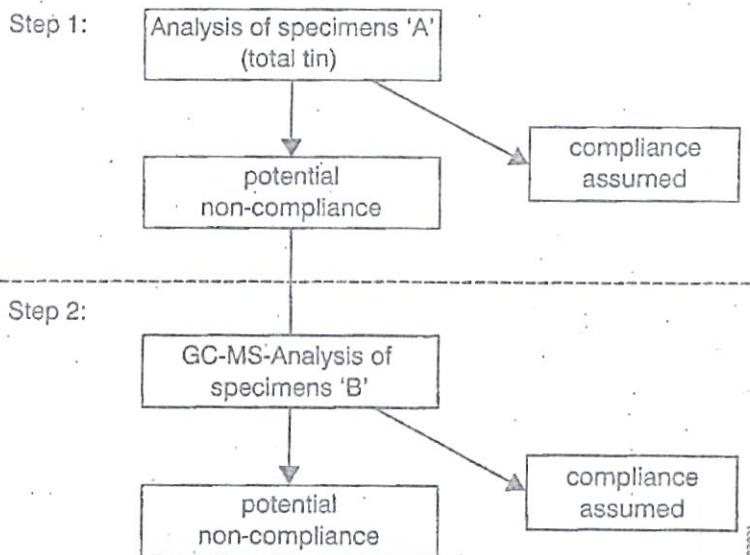 Step 1:
Analysis of specimens 'A'
(total tin)
compliance
assumed
potential
non-compliance
Step 2:
GC-MS-Analysis of
specimens 'B'
compliance
assumed
potential
non-compliance